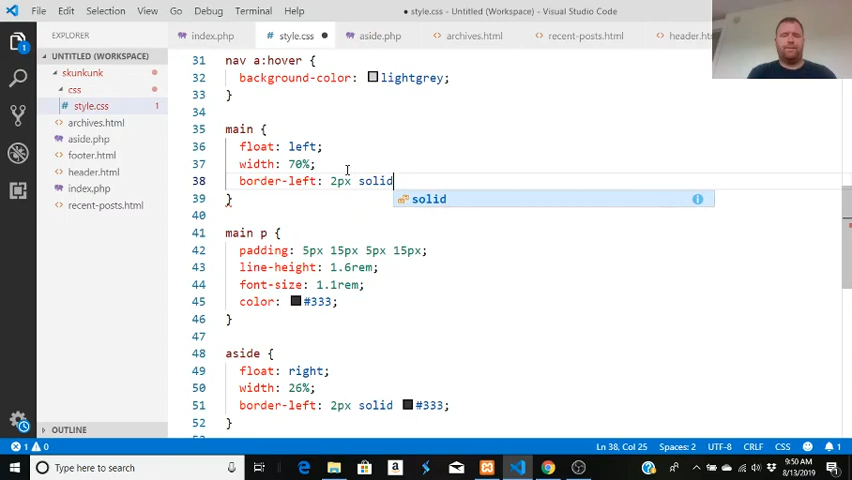 File Edit Selection View Go Debug Terminal Help
● style.css - Untitled (Workspace) - Visual Studio Code
EXPLORER
index.php
style.css
aside.php
archives.html
recent-posts.html
header.ht
UNTITLED (WORKSPACE)
skunkunk
css
# style.css 1
archives.html
aside.php
footer.html
header.html
index.php
recent-posts.html
OUTLINE
31 nav a:hover {
32 background-color: lightgrey;
33 }
34
35 main {
36 float: left;
37 width: 70%;
38 border-left: 2px solid
solid
39 }
40
41 main p {
42 padding: 5px 15px 5px 15px;
43 line-height: 1.6rem;
44 font-size: 1.1rem;
45 color: #333;
46 }
47
48 aside {
49 float: right;
50 width: 26%;
51 border-left: 2px solid #333;
52 }
1 0
Ln 38, Col 25 Spaces: 2 UTF-8 CRLF CSS 1
Type here to search
9:50 AM
8/13/2019